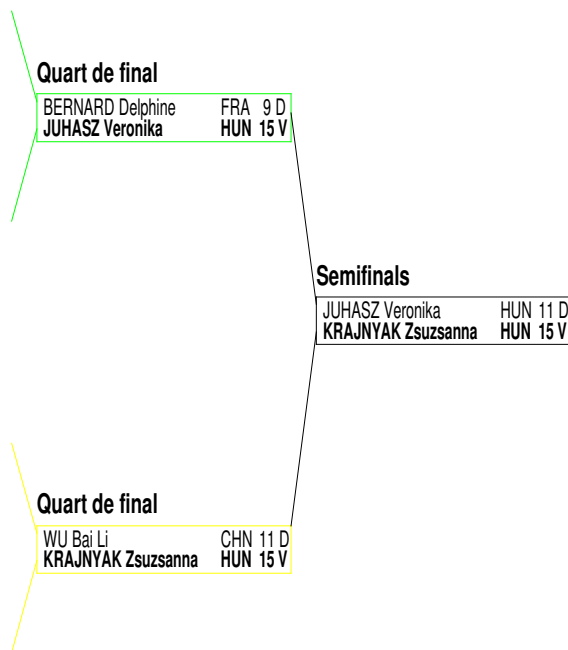 Quart de final
BERNARD Delphine FRA 9 D
JUHASZ Veronika HUN 15 V
Semifinals
JUHASZ Veronika HUN 11 D
KRAJNYAK Zsuzsanna HUN 15 V
Quart de final
WU Bai Li CHN 11 D
KRAJNYAK Zsuzsanna HUN 15 V